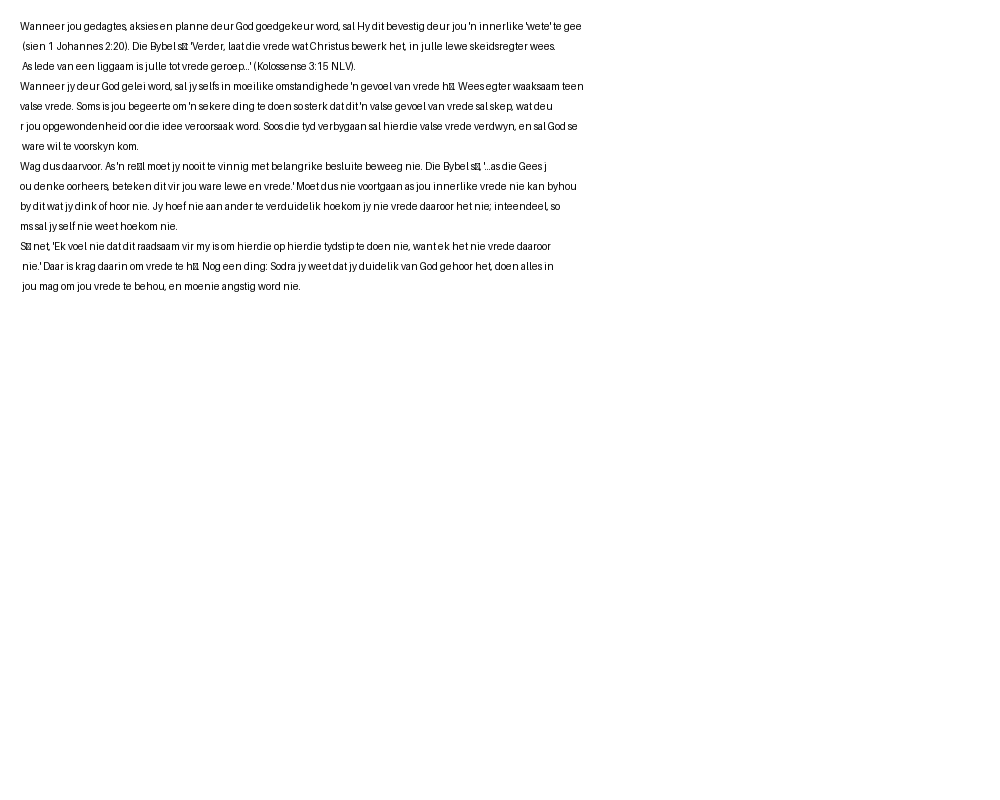 Wanneer jou gedagtes, aksies en planne deur God goedgekeur word, sal Hy dit bevestig deur jou 'n innerlike 'wete' te gee
(sien 1 Johannes 2:20). Die Bybel s 'Verder, laat die vrede wat Christus bewerk het, in julle lewe skeidsregter wees.
As lede van een liggaam is julle tot vrede geroep...' (Kolossense 3:15 NLV).
Wanneer jy deur God gelei word, sal jy selfs in moeilike omstandighede 'n gevoel van vrede h. Wees egter waaksaam teen
valse vrede. Soms is jou begeerte om 'n sekere ding te doen so sterk dat dit 'n valse gevoel van vrede sal skep, wat deu
r jou opgewondenheid oor die idee veroorsaak word. Soos die tyd verbygaan sal hierdie valse vrede verdwyn, en sal God se
ware wil te voorskyn kom.
Wag dus daarvoor. As 'n rel moet jy nooit te vinnig met belangrike besluite beweeg nie. Die Bybel s, '...as die Gees j
ou denke oorheers, beteken dit vir jou ware lewe en vrede.' Moet dus nie voortgaan as jou innerlike vrede nie kan byhou
by dit wat jy dink of hoor nie. Jy hoef nie aan ander te verduidelik hoekom jy nie vrede daaroor het nie; inteendeel, so
ms sal jy self nie weet hoekom nie.
S net, 'Ek voel nie dat dit raadsaam vir my is om hierdie op hierdie tydstip te doen nie, want ek het nie vrede daaroor
nie.' Daar is krag daarin om vrede te h. Nog een ding: Sodra jy weet dat jy duidelik van God gehoor het, doen alles in
jou mag om jou vrede te behou, en moenie angstig word nie.